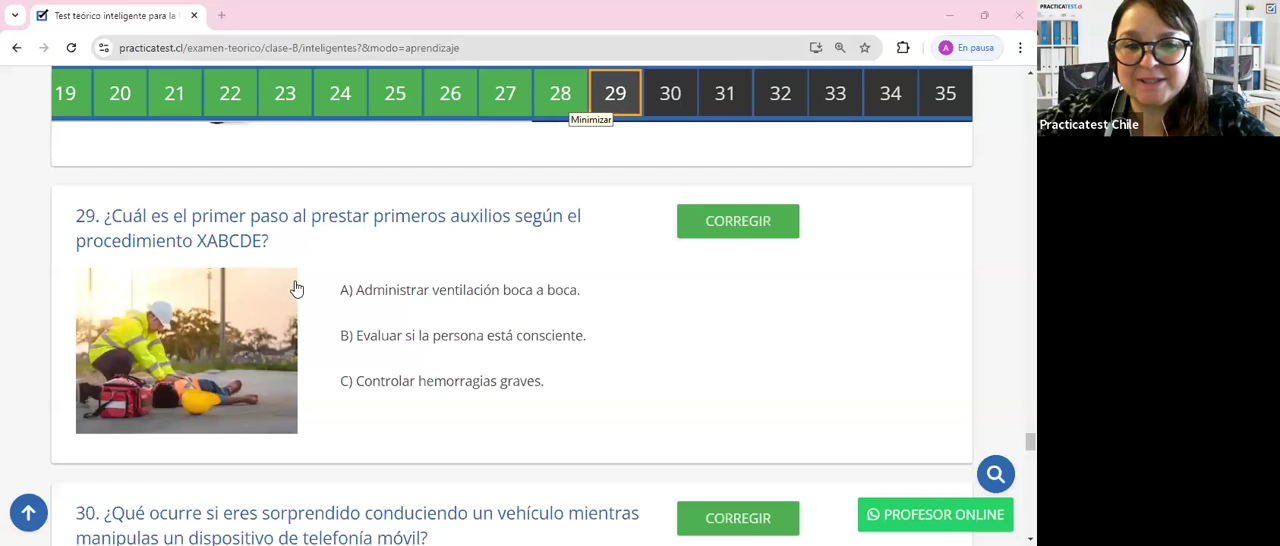 Test teórico inteligente para la
practicatest.cl/examen-teorico/clase-B/inteligentes?&modo=aprendizaje
A
En pausa
19 20 21 22 23 24 25 26 27 28 29 30 31 32 33 34 35
Minimizar
29. ¿Cuál es el primer paso al prestar primeros auxilios según el
procedimiento XABCDE?
CORREGIR
A) Administrar ventilación boca a boca.
B) Evaluar si la persona está consciente.
C) Controlar hemorragias graves.
30. ¿Qué ocurre si eres sorprendido conduciendo un vehículo mientras
manipulas un dispositivo de telefonía móvil?
CORREGIR
PROFESOR ONLINE
PRACTICATEST.cl
Practicatest Chile